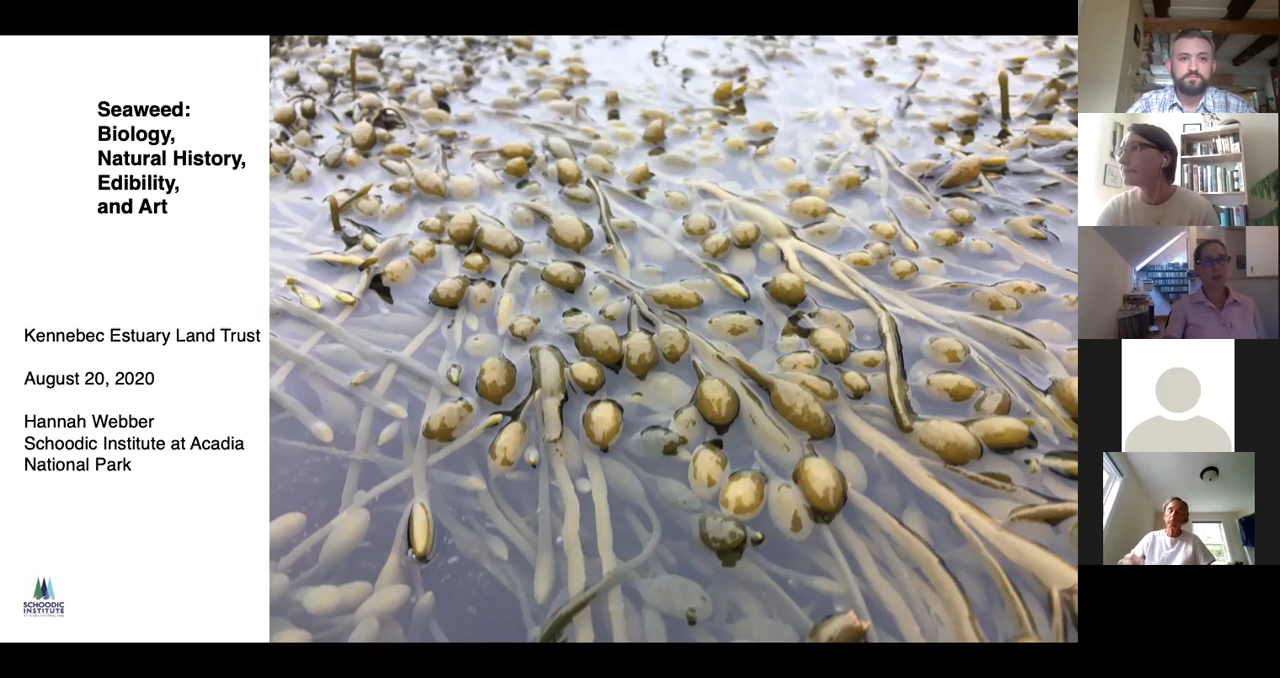 Seaweed:
Biology,
Natural History,
Edibility,
and Art
Kennebec Estuary Land Trust
August 20, 2020
Hannah Webber
Schoodic Institute at Acadia
National Park
SCHOODIC
INSTITUTE